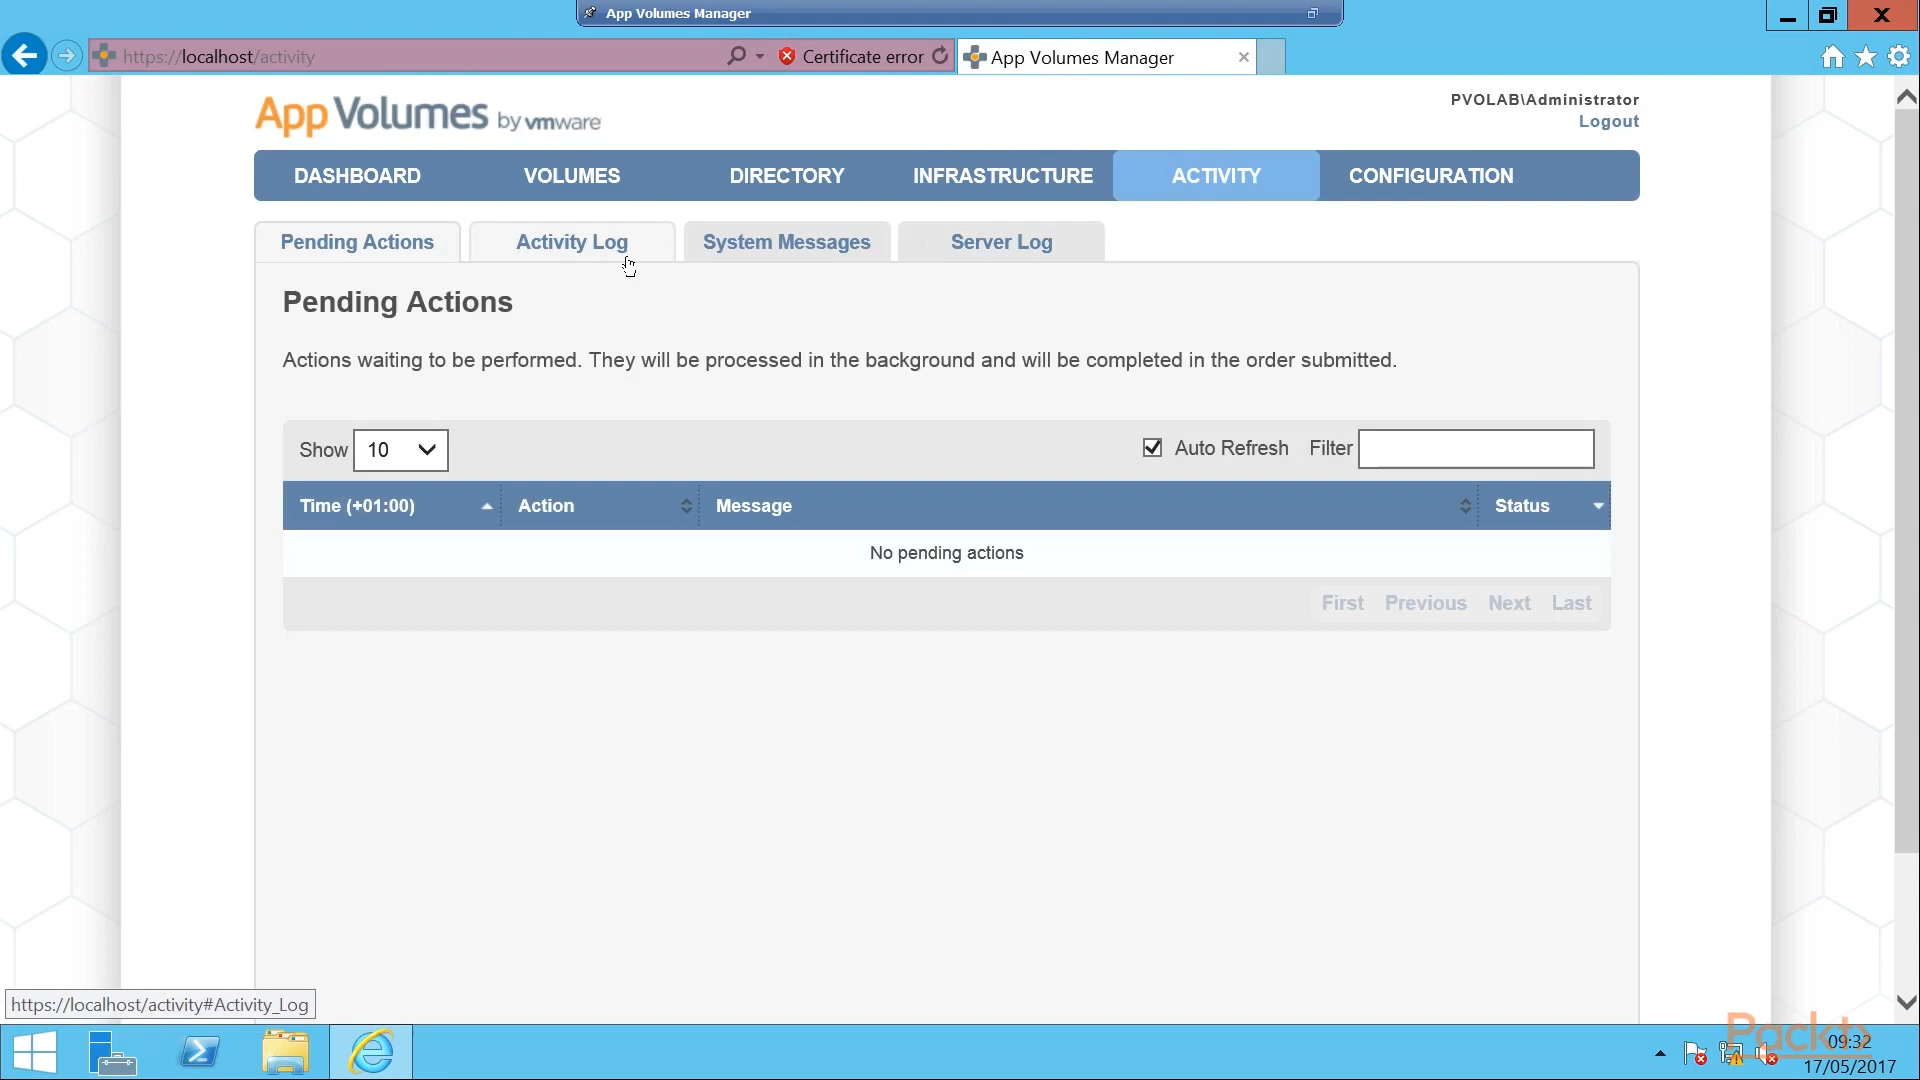 App Volumes Manager
https://localhost/activity
Certificate error
App Volumes Manager
App Volumes by vmware
PVOLAB\Administrator
Logout
DASHBOARD VOLUMES DIRECTORY INFRASTRUCTURE ACTIVITY CONFIGURATION
Pending Actions Activity Log System Messages Server Log
Pending Actions
Actions waiting to be performed. They will be processed in the background and will be completed in the order submitted.
Show 10 Auto Refresh Filter
Time (+01:00) Action Message Status
No pending actions
First Previous Next Last
https://localhost/activity#Activity_Log
Packt
09:32
17/05/2017